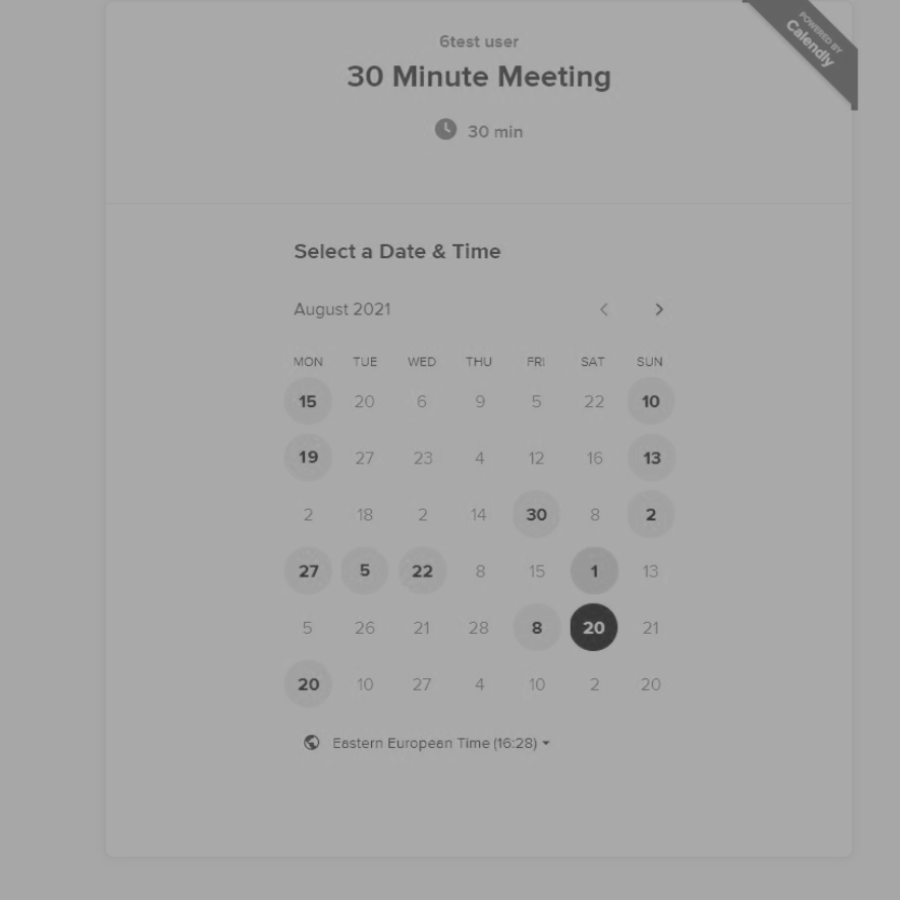 POWERED BY
Calendly
6test user
30 Minute Meeting
30 min
Select a Date & Time
August 2021
MON TUE WED THU FRI SAT SUN
15 20 6 9 5 22 10
19 27 23 4 12 16 13
2 18 2 14 30 8 2
27 5 22 8 15 1 13
5 26 21 28 8 20 21
20 10 27 4 10 2 20
Eastern European Time (16:28)